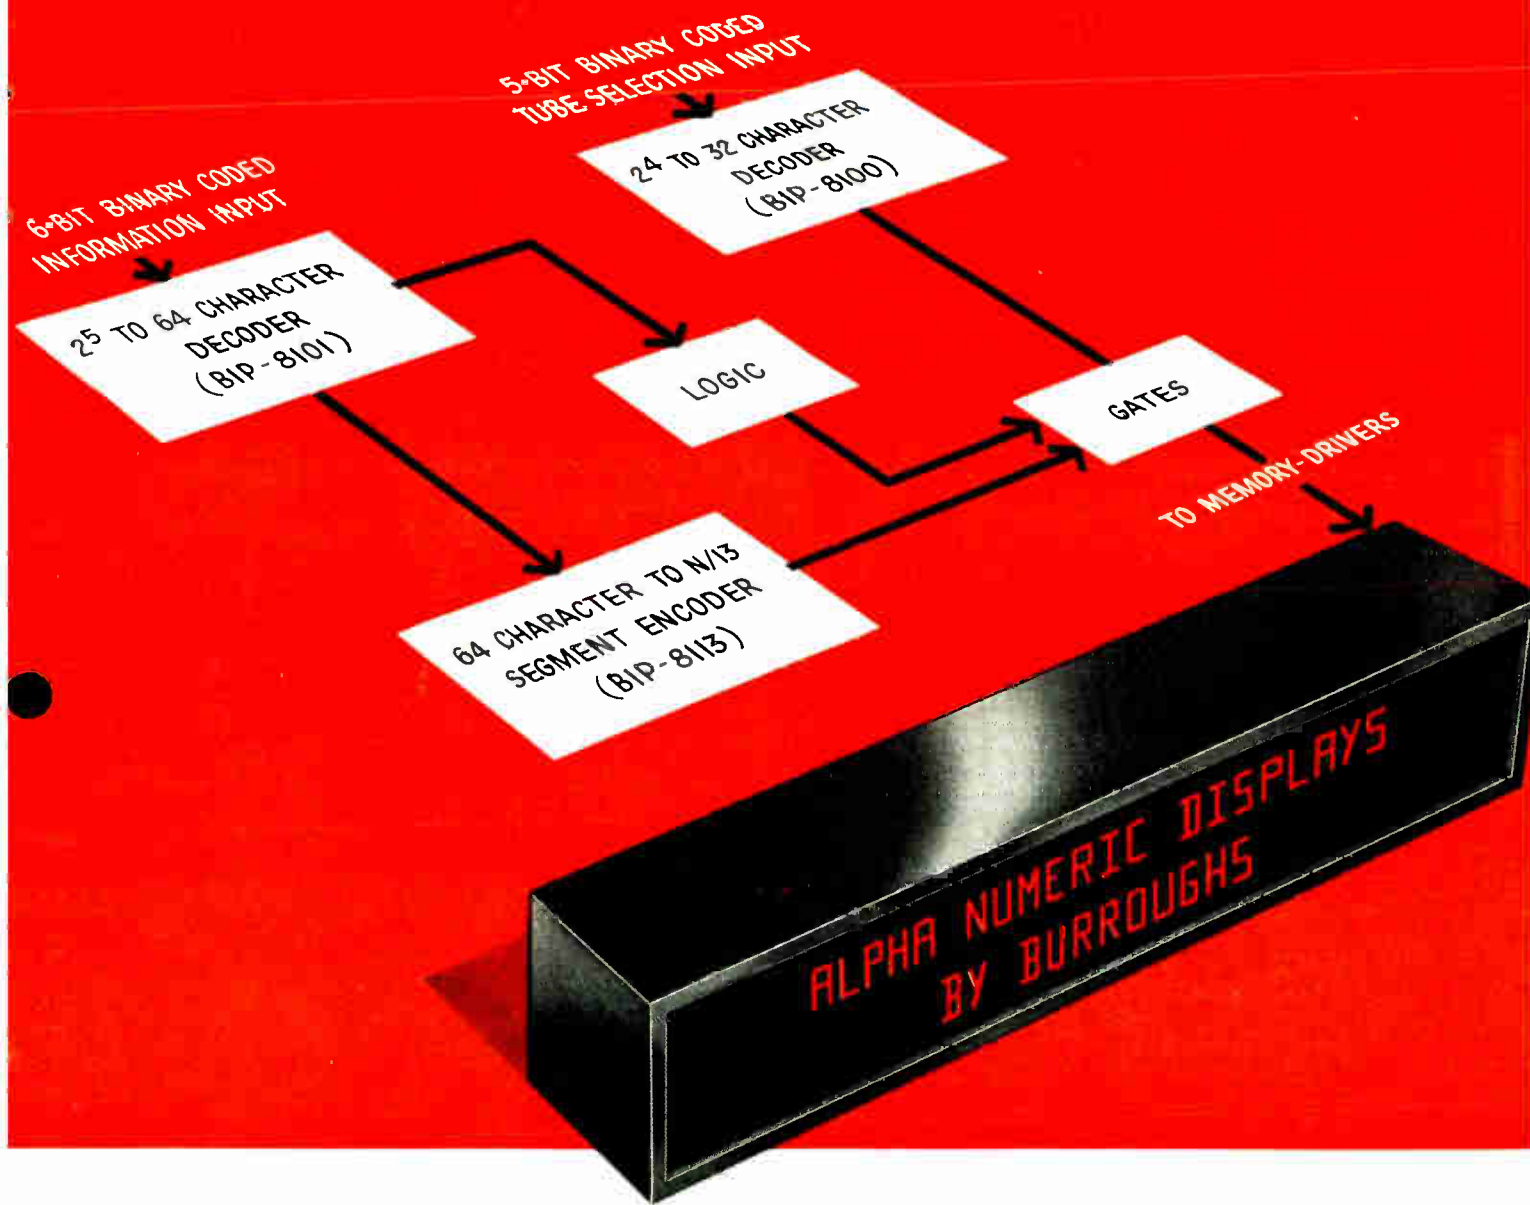 5-BIT BINARY CODED
TUBE SELECTION INPUT
2⁴ TO 32 CHARACTER
DECODER
(BIP-8100)
6-BIT BINARY CODED
INFORMATION INPUT
2⁵ TO 64 CHARACTER
DECODER
(BIP-8101)
LOGIC
GATES
TO MEMORY-DRIVERS
64 CHARACTER TO N/13
SEGMENT ENCODER
(BIP-8113)
ALPHA NUMERIC DISPLAYS
BY BURROUGHS